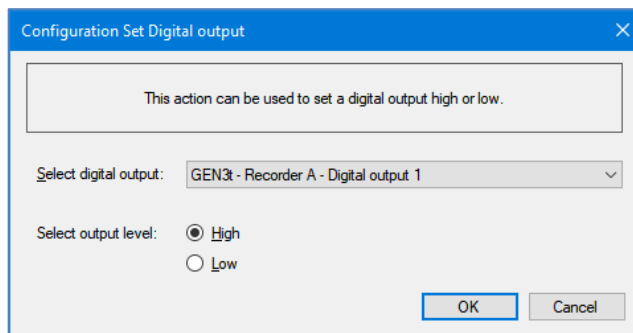 Configuration Set Digital output
This action can be used to set a digital output high or low.
Select digital output: GEN3t - Recorder A - Digital output 1
Select output level: High
Low
OK Cancel